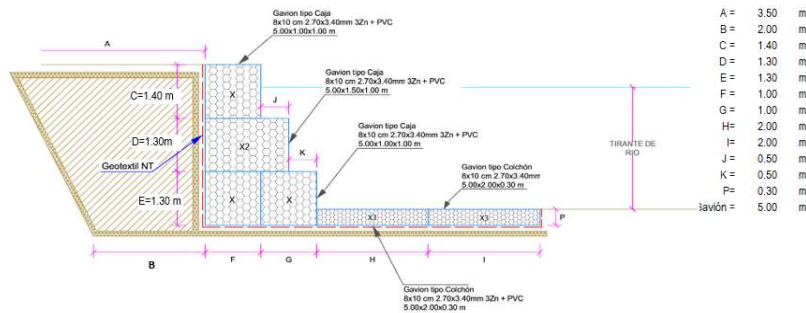 Gavion tipo Caja
8x10 cm 2.70x3.40mm 3Zn + PVC
5.00x1.00x1.00 m
A
Gavion tipo Caja
8x10 cm 2.70x3.40mm 3Zn + PVC
5.00x1.50x1.00 m
C=1.40 m
X
J
Gavion tipo Caja
8x10 cm 2.70x3.40mm 3Zn + PVC
5.00x1.00x1.00 m
D=1.30m
X2
K
Geotextil NT
TIRANTE DE
RIO
Gavion tipo Colchón
8x10 cm 2.70x3.40mm
5.00x2.00x0.30 m
E=1.30 m
X
X
X3
X3
P
B
F
G
H
I
Gavion tipo Colchón
8x10 cm 2.70x3.40mm 3Zn + PVC
5.00x2.00x0.30 m
A = 3.50 m
B = 2.00 m
C = 1.40 m
D = 1.30 m
E = 1.30 m
F = 1.00 m
G = 1.00 m
H= 2.00 m
I= 2.00 m
J = 0.50 m
K = 0.50 m
P= 0.30 m
avión = 5.00 m